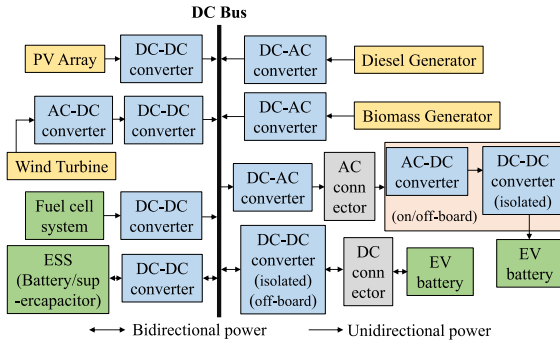 DC Bus
PV Array
DC-DC
converter
DC-AC
converter
Diesel Generator
AC-DC
converter
DC-DC
converter
DC-AC
converter
Biomass Generator
Wind Turbine
DC-AC
converter
AC
conn
ector
AC-DC
converter
DC-DC
converter
(isolated)
(on/off-board)
Fuel cell
system
DC-DC
converter
ESS
(Battery/sup
-ercapacitor)
DC-DC
converter
DC-DC
converter
(isolated)
(off-board)
DC
conn
ector
EV
battery
EV
battery
Bidirectional power
Unidirectional power